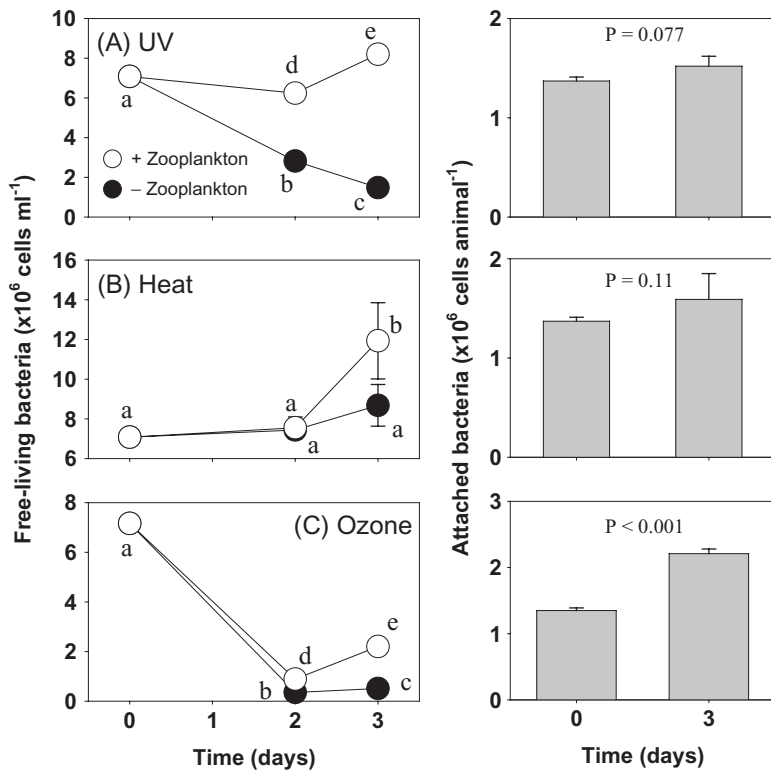 Free-living bacteria (x10⁶ cells ml⁻¹)
(A) UV
10
8
6
4
2
0
a
d
e
b
c
+ Zooplankton
– Zooplankton
Attached bacteria (x10⁶ cells animal⁻¹)
P = 0.077
2
1
0
(B) Heat
16
14
12
10
8
6
a
a
b
a
a
P = 0.11
2
1
0
(C) Ozone
8
6
4
2
0
a
d
e
b
c
0
1
2
3
Time (days)
P < 0.001
3
2
1
0
0
3
Time (days)